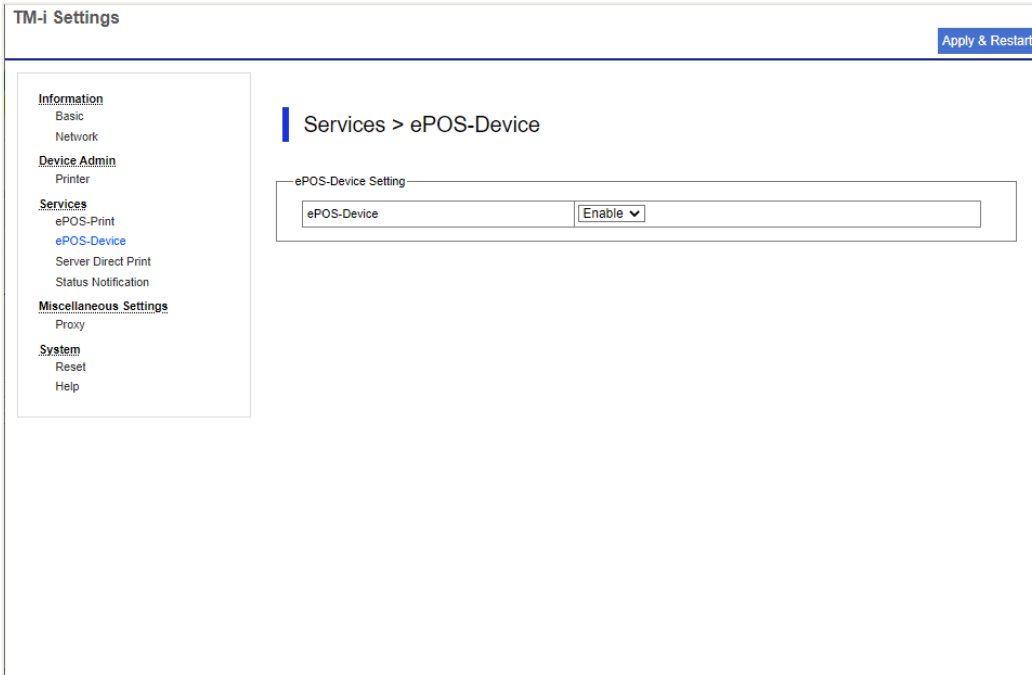 TM-i Settings
Apply & Restart
Information
Basic
Network
Device Admin
Printer
Services
ePOS-Print
ePOS-Device
Server Direct Print
Status Notification
Miscellaneous Settings
Proxy
System
Reset
Help
Services > ePOS-Device
ePOS-Device Setting
ePOS-Device Enable